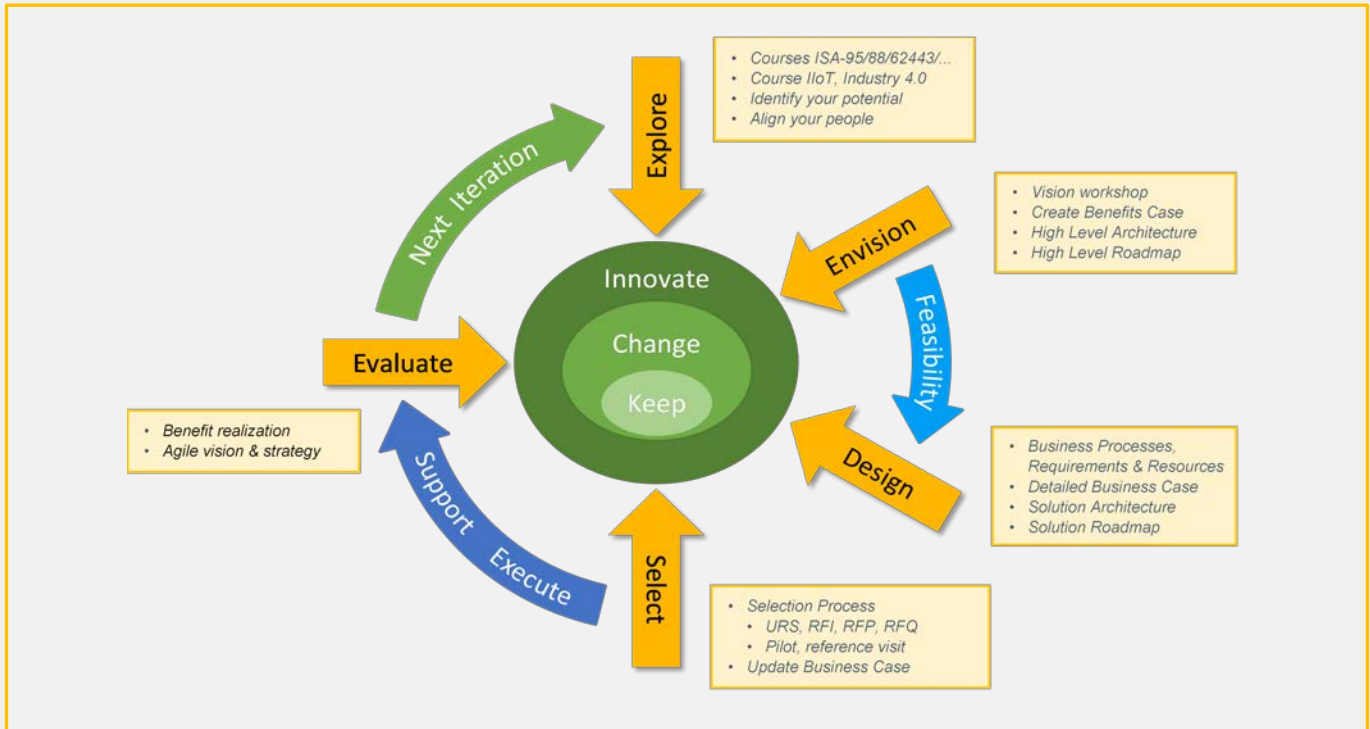 • Courses ISA-95/88/62443/...
• Course IIoT, Industry 4.0
• Identify your potential
• Align your people
Explore
Next Iteration
• Vision workshop
• Create Benefits Case
• High Level Architecture
• High Level Roadmap
Envision
Innovate
Feasibility
Change
Evaluate
Keep
• Benefit realization
• Agile vision & strategy
Design
• Business Processes,
Requirements & Resources
• Detailed Business Case
• Solution Architecture
• Solution Roadmap
Support Execute
Select
• Selection Process
• URS, RFI, RFP, RFQ
• Pilot, reference visit
• Update Business Case